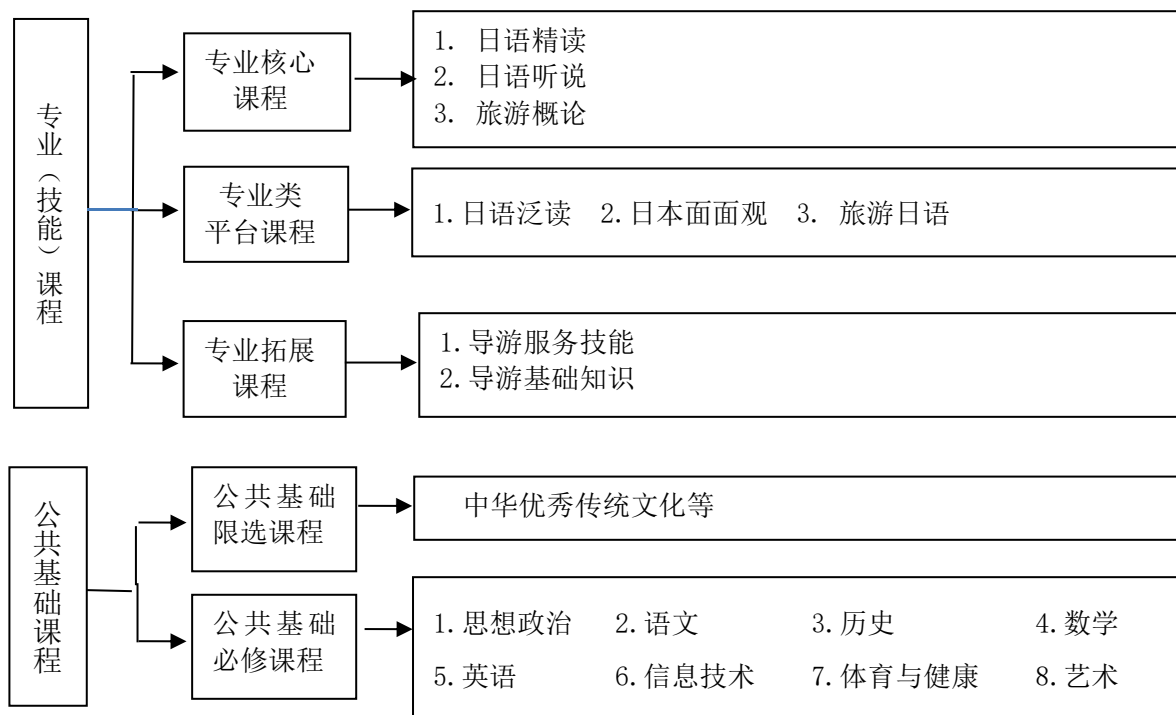 专业（技能）课程
专业核心
课程
1. 日语精读
2. 日语听说
3. 旅游概论
专业类
平台课程
1.日语泛读 2.日本面面观 3. 旅游日语
专业拓展
课程
1.导游服务技能
2.导游基础知识
公共基础课程
公共基础
限选课程
中华优秀传统文化等
公共基础
必修课程
1.思想政治 2.语文 3.历史 4.数学
5.英语 6.信息技术 7.体育与健康 8.艺术